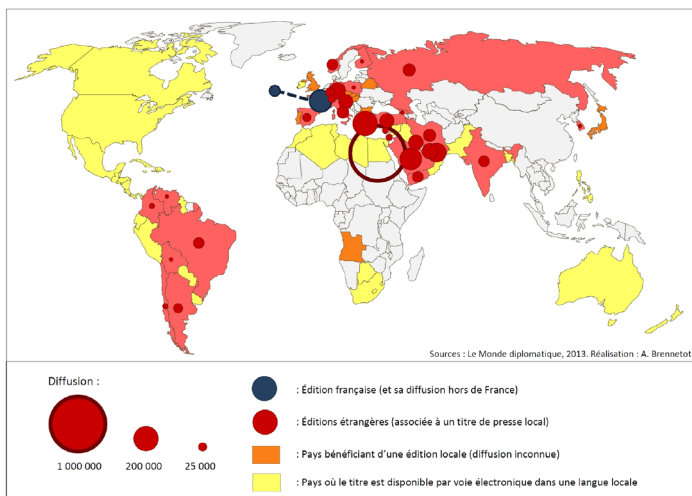 Sources : Le Monde diplomatique, 2013. Réalisation : A. Brennetot
Diffusion :
1 000 000
200 000
25 000
: Édition française (et sa diffusion hors de France)
: Éditions étrangères (associée à un titre de presse local)
: Pays bénéficiant d'une édition locale (diffusion inconnue)
: Pays où le titre est disponible par voie électronique dans une langue locale